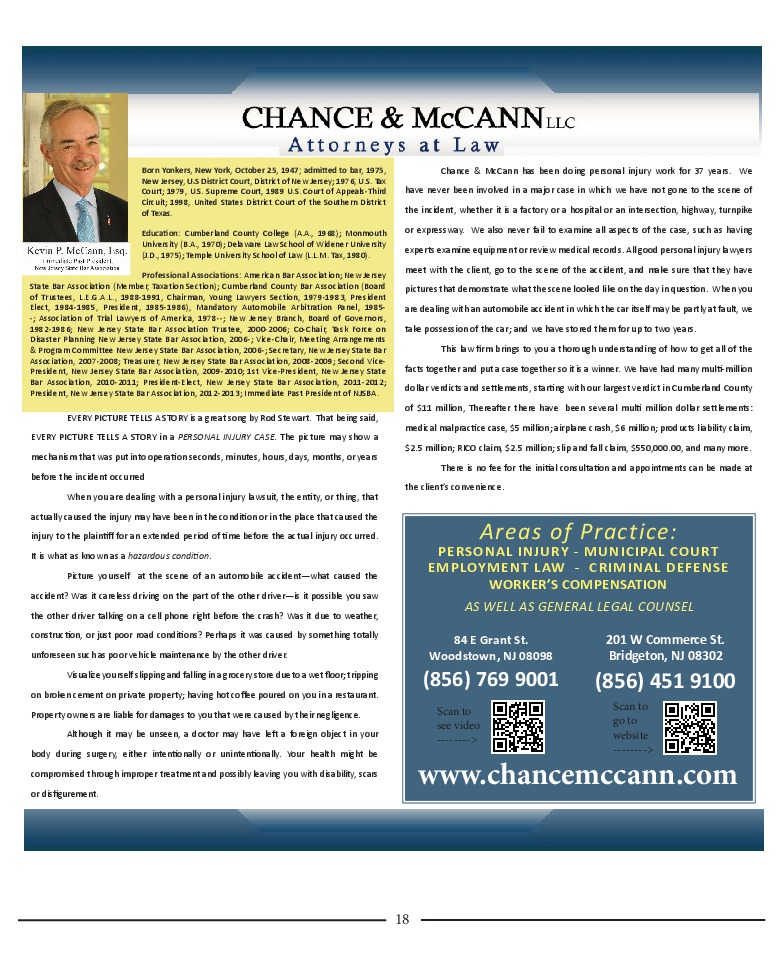 CHANCE & McCANN LLC
Attorneys at Law
Kevin P. McCann, Esq.
Immediate Past President,
New Jersey State Bar Association
Born Yonkers, New York, October 25, 1947; admitted to bar, 1975,
New Jersey, U.S District Court, District of New Jersey; 1976, U.S. Tax
Court; 1979, U.S. Supreme Court, 1989 U.S. Court of Appeals-Third
Circuit; 1998, United States District Court of the Southern District
of Texas.
Education: Cumberland County College (A.A., 1968); Monmouth
University (B.A., 1970); Delaware Law School of Widener University
(J.D., 1975); Temple University School of Law (L.L.M. Tax, 1980).
Professional Associations: American Bar Association; New Jersey
State Bar Association (Member, Taxation Section); Cumberland County Bar Association (Board
of Trustees, L.E.G.A.L., 1988-1991, Chairman, Young Lawyers Section, 1979-1983, President
Elect, 1984-1985, President, 1985-1986), Mandatory Automobile Arbitration Panel, 1985-
-; Association of Trial Lawyers of America, 1978--; New Jersey Branch, Board of Governors,
1982-1986; New Jersey State Bar Association Trustee, 2000-2006; Co-Chair, Task Force on
Disaster Planning New Jersey State Bar Association, 2006-; Vice-Chair, Meeting Arrangements
& Program Committee New Jersey State Bar Association, 2006-; Secretary, New Jersey State Bar
Association, 2007-2008; Treasurer, New Jersey State Bar Association, 2008-2009; Second Vice-
President, New Jersey State Bar Association, 2009-2010; 1st Vice-President, New Jersey State
Bar Association, 2010-2011; President-Elect, New Jersey State Bar Association, 2011-2012;
President, New Jersey State Bar Association, 2012-2013; Immediate Past President of NJSBA.
EVERY PICTURE TELLS A STORY is a great song by Rod Stewart. That being said,
EVERY PICTURE TELLS A STORY in a PERSONAL INJURY CASE. The picture may show a
mechanism that was put into operation seconds, minutes, hours, days, months, or years
before the incident occurred
When you are dealing with a personal injury lawsuit, the entity, or thing, that
actually caused the injury may have been in the condition or in the place that caused the
injury to the plaintiff for an extended period of time before the actual injury occurred.
It is what as known as a hazardous condition.
Picture yourself at the scene of an automobile accident—what caused the
accident? Was it careless driving on the part of the other driver—is it possible you saw
the other driver talking on a cell phone right before the crash? Was it due to weather,
construction, or just poor road conditions? Perhaps it was caused by something totally
unforeseen such as poor vehicle maintenance by the other driver.
Visualize yourself slipping and falling in a grocery store due to a wet floor; tripping
on broken cement on private property; having hot coffee poured on you in a restaurant.
Property owners are liable for damages to you that were caused by their negligence.
Although it may be unseen, a doctor may have left a foreign object in your
body during surgery, either intentionally or unintentionally. Your health might be
compromised through improper treatment and possibly leaving you with disability, scars
or disfigurement.
Chance & McCann has been doing personal injury work for 37 years. We
have never been involved in a major case in which we have not gone to the scene of
the incident, whether it is a factory or a hospital or an intersection, highway, turnpike
or expressway. We also never fail to examine all aspects of the case, such as having
experts examine equipment or review medical records. All good personal injury lawyers
meet with the client, go to the scene of the accident, and make sure that they have
pictures that demonstrate what the scene looked like on the day in question. When you
are dealing with an automobile accident in which the car itself may be partly at fault, we
take possession of the car; and we have stored them for up to two years.
This law firm brings to you a thorough understanding of how to get all of the
facts together and put a case together so it is a winner. We have had many multi-million
dollar verdicts and settlements, starting with our largest verdict in Cumberland County
of $11 million, Thereafter there have been several multi million dollar settlements:
medical malpractice case, $5 million; airplane crash, $6 million; products liability claim,
$2.5 million; RICO claim, $2.5 million; slip and fall claim, $550,000.00, and many more.
There is no fee for the initial consultation and appointments can be made at
the client's convenience.
Areas of Practice:
PERSONAL INJURY - MUNICIPAL COURT
EMPLOYMENT LAW - CRIMINAL DEFENSE
WORKER'S COMPENSATION
AS WELL AS GENERAL LEGAL COUNSEL
84 E Grant St.
Woodstown, NJ 08098
(856) 769 9001
201 W Commerce St.
Bridgeton, NJ 08302
(856) 451 9100
Scan to
see video
-------->
Scan to
go to
website
-------->
www.chancemccann.com
18